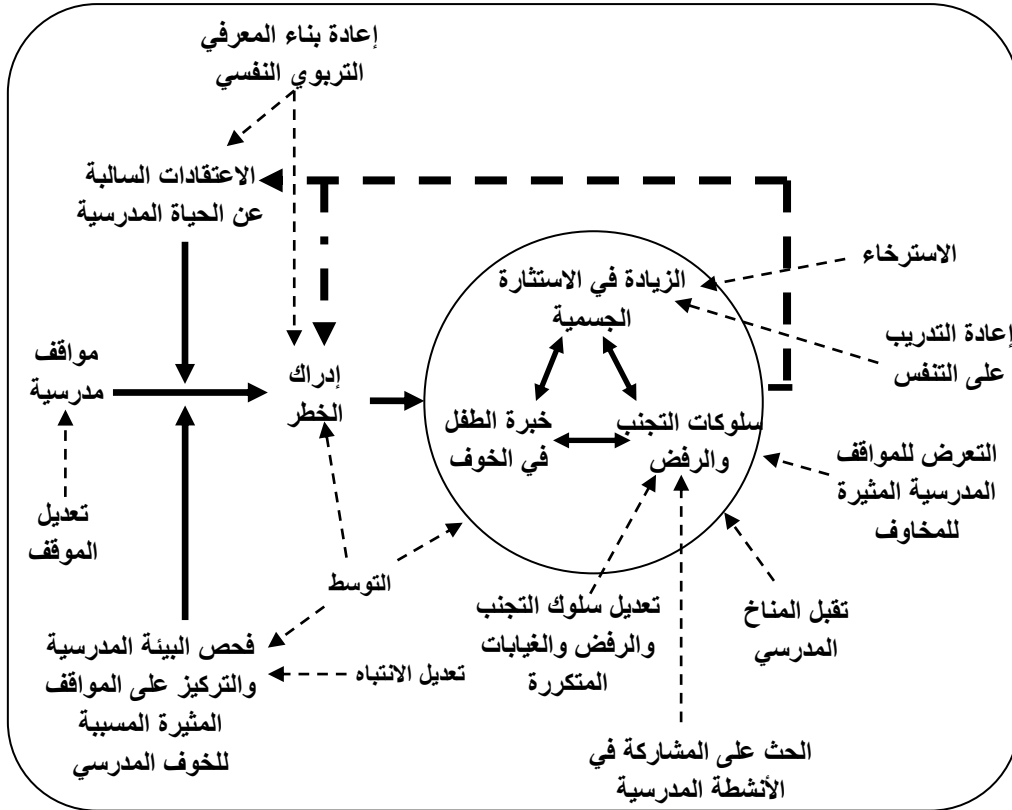 إعادة بناء المعرفي
التربوي النفسي
الاعتقادات السالبة
عن الحياة المدرسية
الاسترخاء
الزيادة في الاستثارة
الجسمية
إعادة التدريب
على التنفس
مواقف
مدرسية
إدراك
الخطر
خبرة الطفل
في الخوف
سلوكات التجنب
والرفض
التعرض للمواقف
المدرسية المثيرة
للمخاوف
تعديل
الموقف
التوسط
تعديل سلوك التجنب
والرفض والغيابات
المتكررة
تقبل المناخ
المدرسي
فحص البيئة المدرسية
والتركيز على المواقف
المثيرة المسببة
للخوف المدرسي
تعديل الانتباه
الحث على المشاركة في
الأنشطة المدرسية